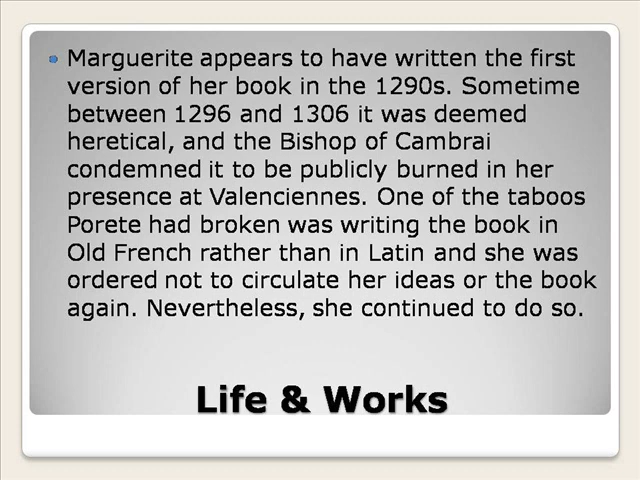 Marguerite appears to have written the first
version of her book in the 1290s. Sometime
between 1296 and 1306 it was deemed
heretical, and the Bishop of Cambrai
condemned it to be publicly burned in her
presence at Valenciennes. One of the taboos
Porete had broken was writing the book in
Old French rather than in Latin and she was
ordered not to circulate her ideas or the book
again. Nevertheless, she continued to do so.
Life & Works